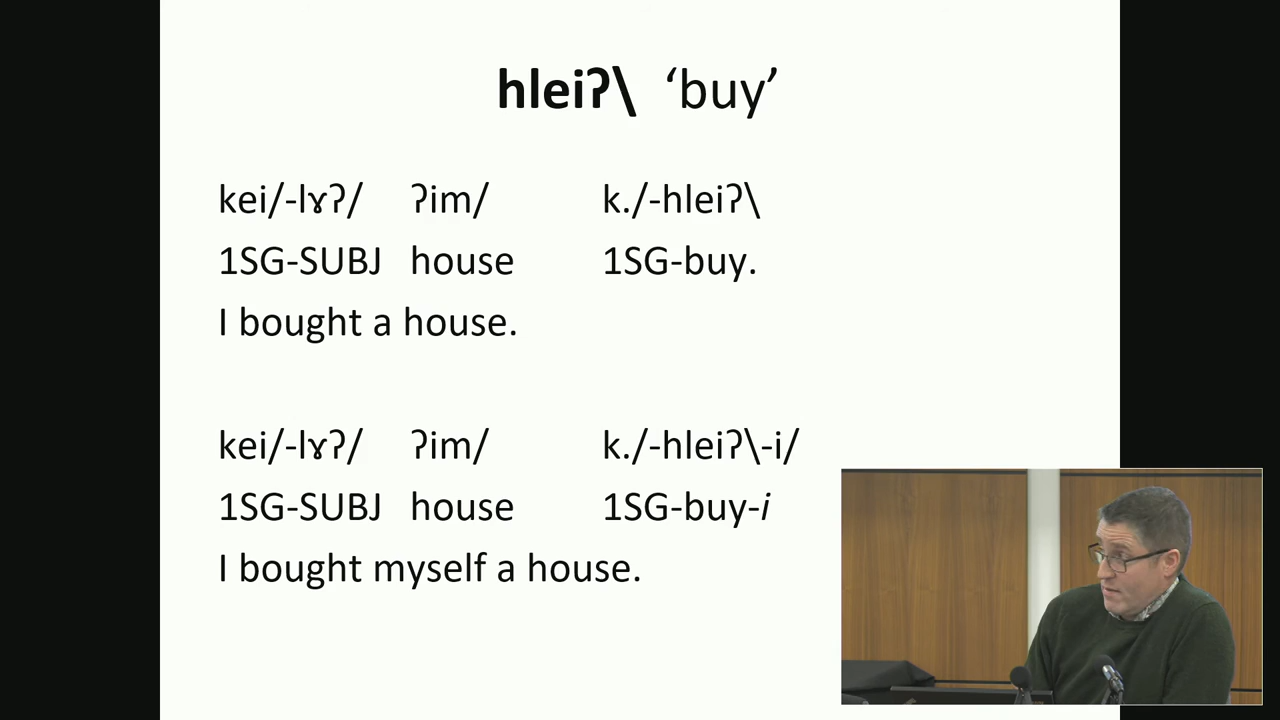 hleiʔ\ ‘buy’
kei/-lɤʔ/ ʔim/ k./-hleiʔ\
1SG-SUBJ house 1SG-buy.
I bought a house.
kei/-lɤʔ/ ʔim/ k./-hleiʔ\-i/
1SG-SUBJ house 1SG-buy-i
I bought myself a house.